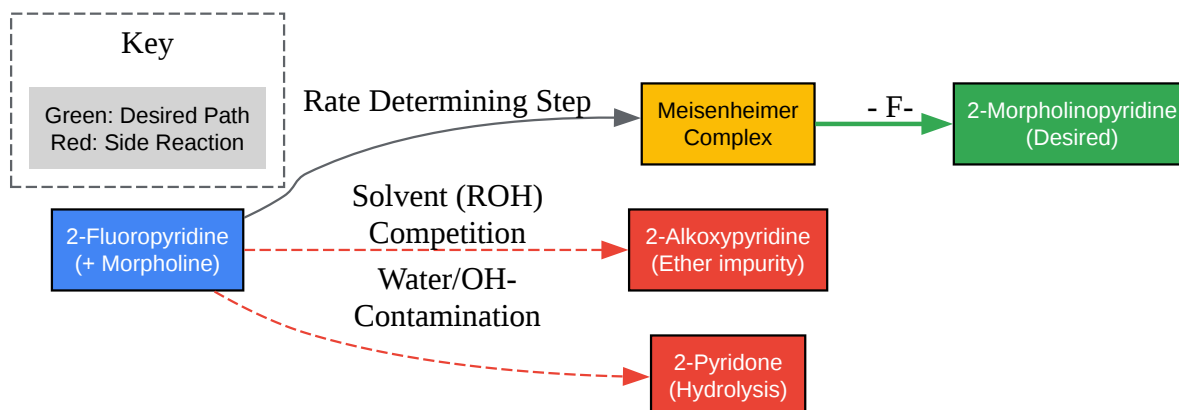 Key
Green: Desired Path
Red: Side Reaction
Rate Determining Step
Meisenheimer
Complex
- F-
2-Morpholinopyridine
(Desired)
2-Fluoropyridine
(+ Morpholine)
Solvent (ROH)
Competition
2-Alkoxypyridine
(Ether impurity)
Water/OH-
Contamination
2-Pyridone
(Hydrolysis)